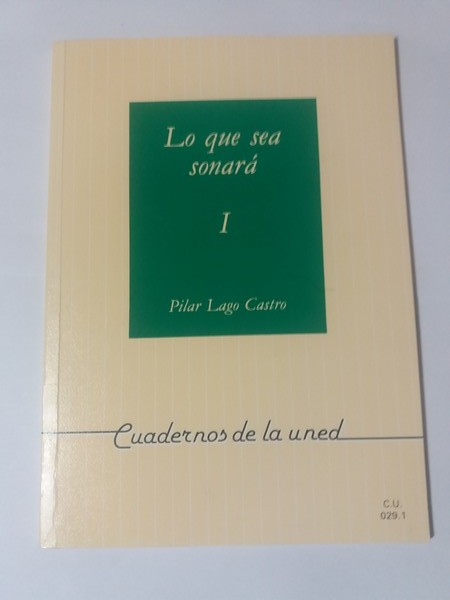 Lo que sea
sonará
I
Pilar Lago Castro
Cuadernos de la uned
C.U.
029.1